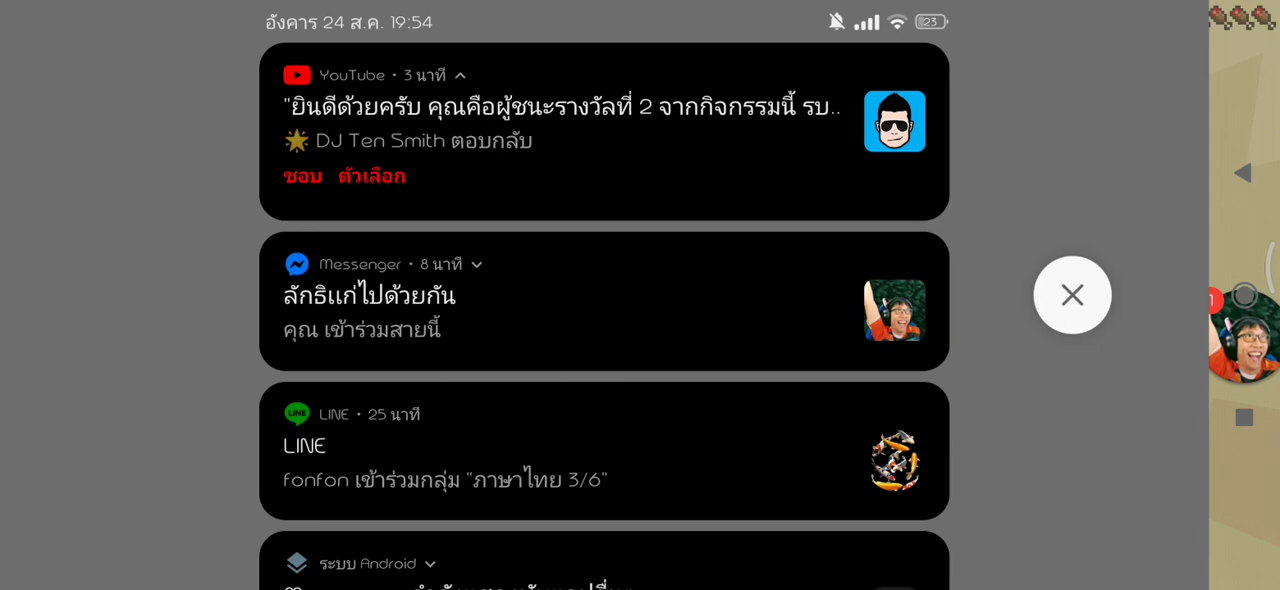 อังคาร 24 ส.ค. 19:54
23
YouTube • 3 นาที
"ยินดีด้วยครับ คุณคือผู้ชนะรางวัลที่ 2 จากกิจกรรมนี้ รบ..
🌟 DJ Ten Smith ตอบกลับ
ชอบ ตัวเลือก
Messenger • 8 นาที
ลัทธิแก่ไปด้วยกัน
คุณ เข้าร่วมสายนี้
1
LINE
LINE • 25 นาที
LINE
fonfon เข้าร่วมกลุ่ม "ภาษาไทย 3/6"
ระบบ Android